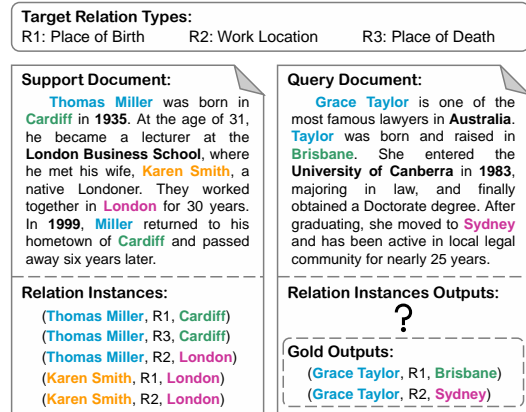 Target Relation Types:
R1: Place of Birth R2: Work Location R3: Place of Death
Support Document:
Thomas Miller was born in
Cardiff in 1935. At the age of 31,
he became a lecturer at the
London Business School, where
he met his wife, Karen Smith, a
native Londoner. They worked
together in London for 30 years.
In 1999, Miller returned to his
hometown of Cardiff and passed
away six years later.
Relation Instances:
(Thomas Miller, R1, Cardiff)
(Thomas Miller, R3, Cardiff)
(Thomas Miller, R2, London)
(Karen Smith, R1, London)
(Karen Smith, R2, London)
Query Document:
Grace Taylor is one of the
most famous lawyers in Australia.
Taylor was born and raised in
Brisbane. She entered the
University of Canberra in 1983,
majoring in law, and finally
obtained a Doctorate degree. After
graduating, she moved to Sydney
and has been active in local legal
community for nearly 25 years.
Relation Instances Outputs:
?
Gold Outputs:
(Grace Taylor, R1, Brisbane)
(Grace Taylor, R2, Sydney)